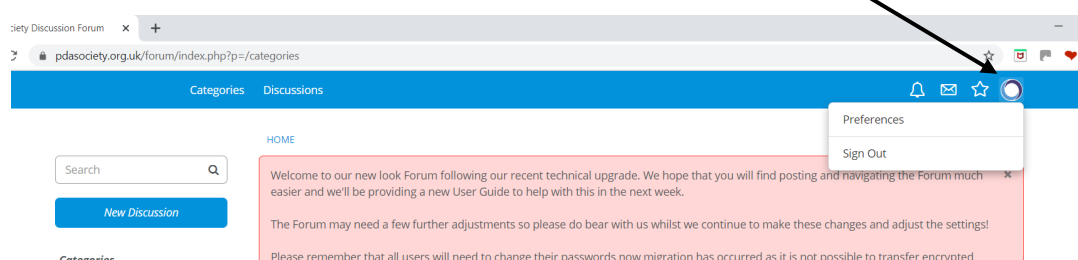 ciety Discussion Forum × +
pdasociety.org.uk/forum/index.php?p=/categories
Categories Discussions
Preferences
HOME
Sign Out
Search
Welcome to our new look Forum following our recent technical upgrade. We hope that you will find posting and navigating the Forum much
easier and we'll be providing a new User Guide to help with this in the next week.
New Discussion
The Forum may need a few further adjustments so please do bear with us whilst we continue to make these changes and adjust the settings!
Categories
Please remember that all users will need to change their passwords now migration has occurred as it is not possible to transfer encrypted